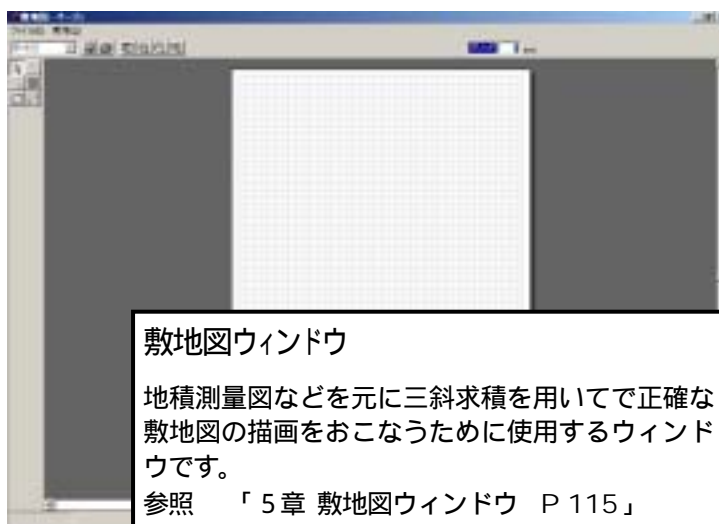 敷地図ウィンドウ
地積測量図などを元に三斜求積を用いてで正確な
敷地図の描画をおこなうために使用するウィンド
ウです。
参照　「５章 敷地図ウィンドウ　Ｐ115」